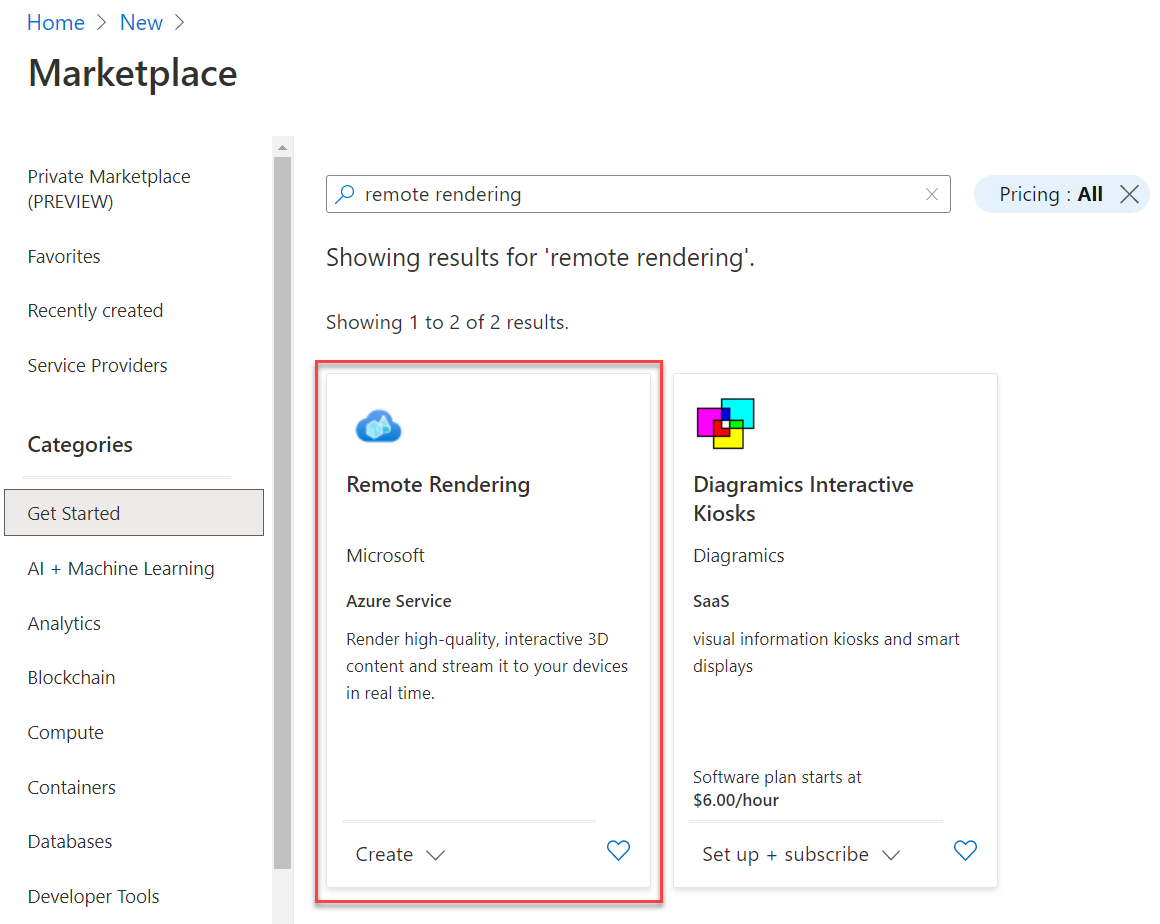 Home > New >
Marketplace
Private Marketplace
(PREVIEW)
Favorites
Recently created
Service Providers
Categories
Get Started
AI + Machine Learning
Analytics
Blockchain
Compute
Containers
Databases
Developer Tools
remote rendering
Pricing : All
Showing results for 'remote rendering'.
Showing 1 to 2 of 2 results.
Remote Rendering
Microsoft
Azure Service
Render high-quality, interactive 3D
content and stream it to your devices
in real time.
Create
Diagramics Interactive
Kiosks
Diagramics
SaaS
visual information kiosks and smart
displays
Software plan starts at
$6.00/hour
Set up + subscribe